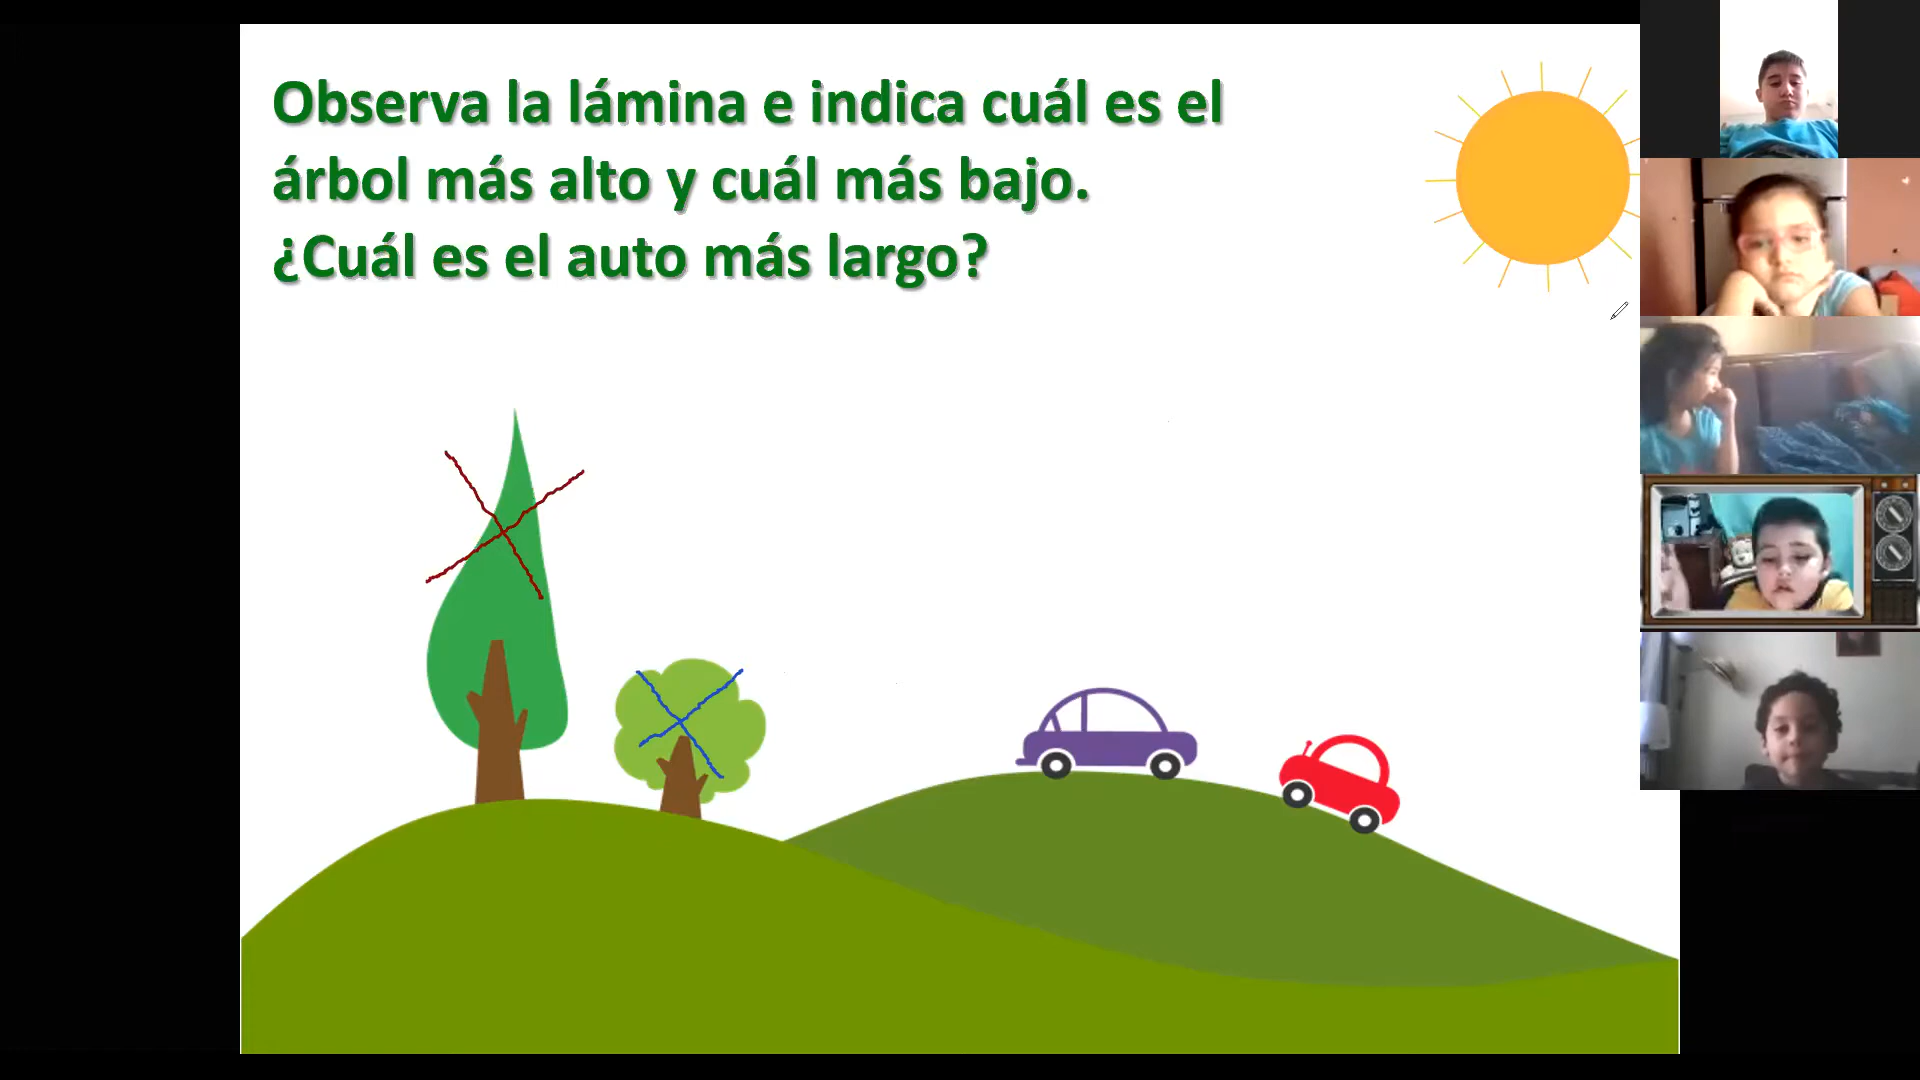 Observa la lámina e indica cuál es el
árbol más alto y cuál más bajo.
¿Cuál es el auto más largo?